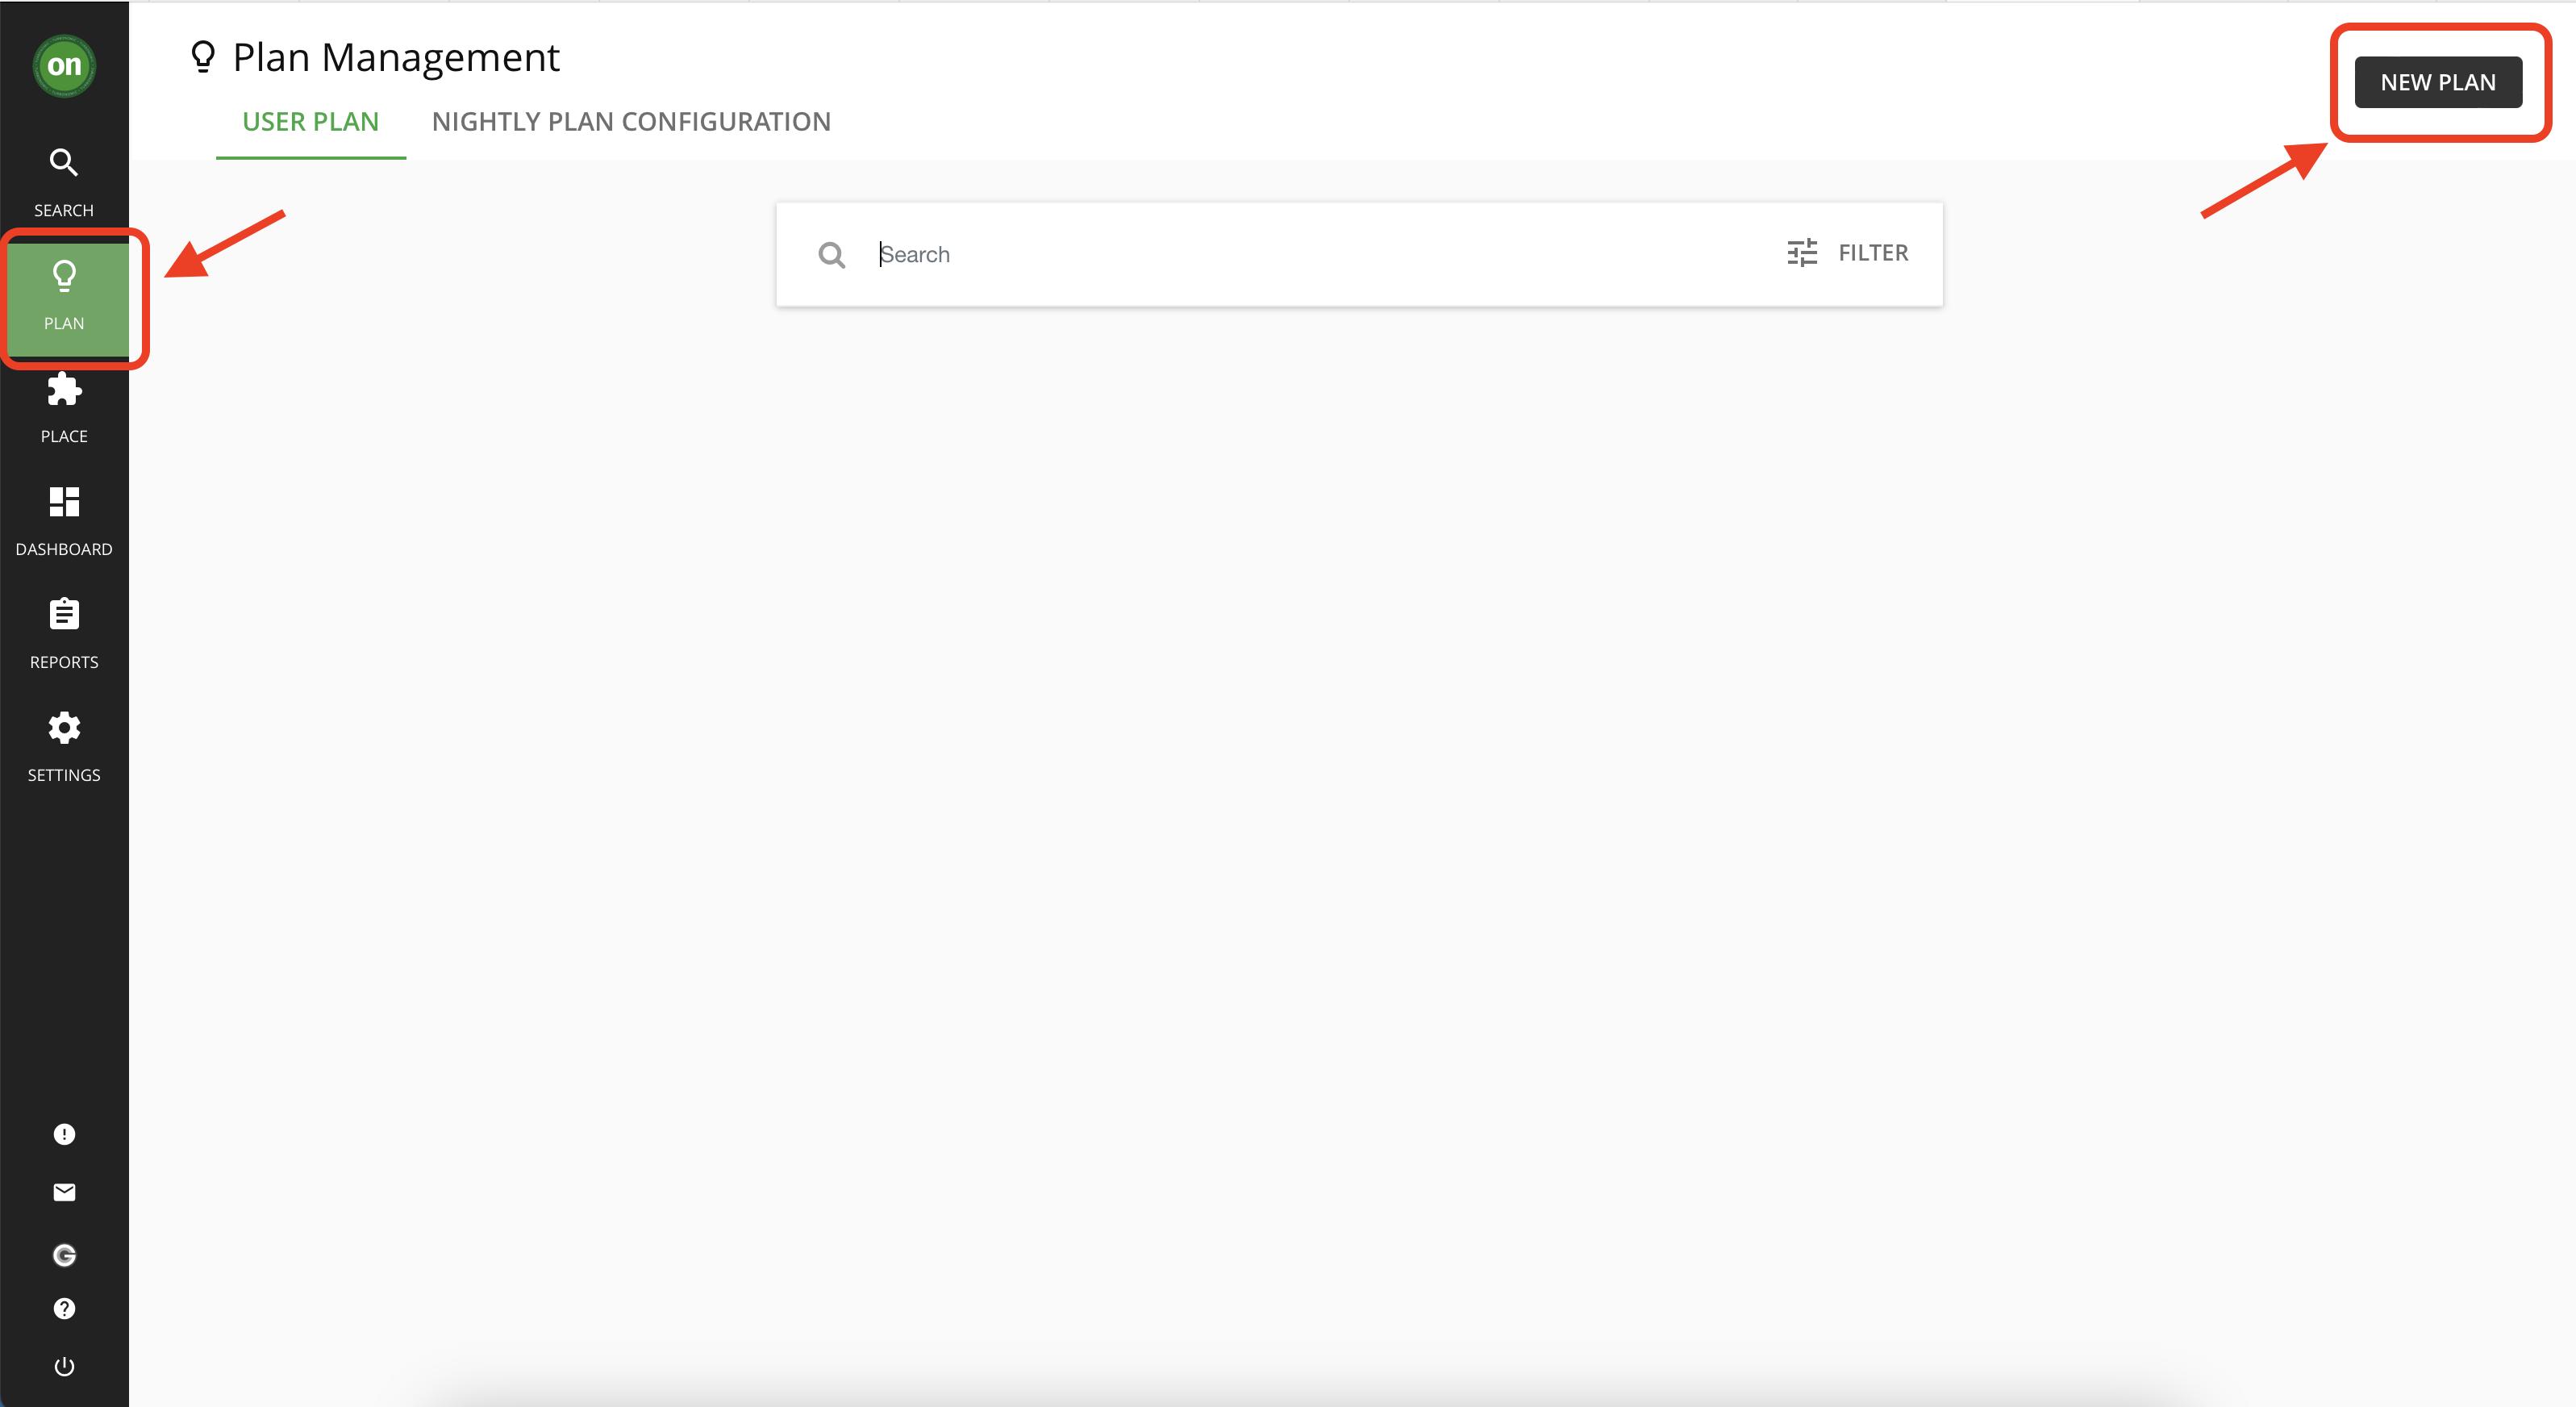 on
SEARCH
PLAN
PLACE
DASHBOARD
REPORTS
SETTINGS
Plan Management
USER PLAN NIGHTLY PLAN CONFIGURATION
NEW PLAN
Search FILTER